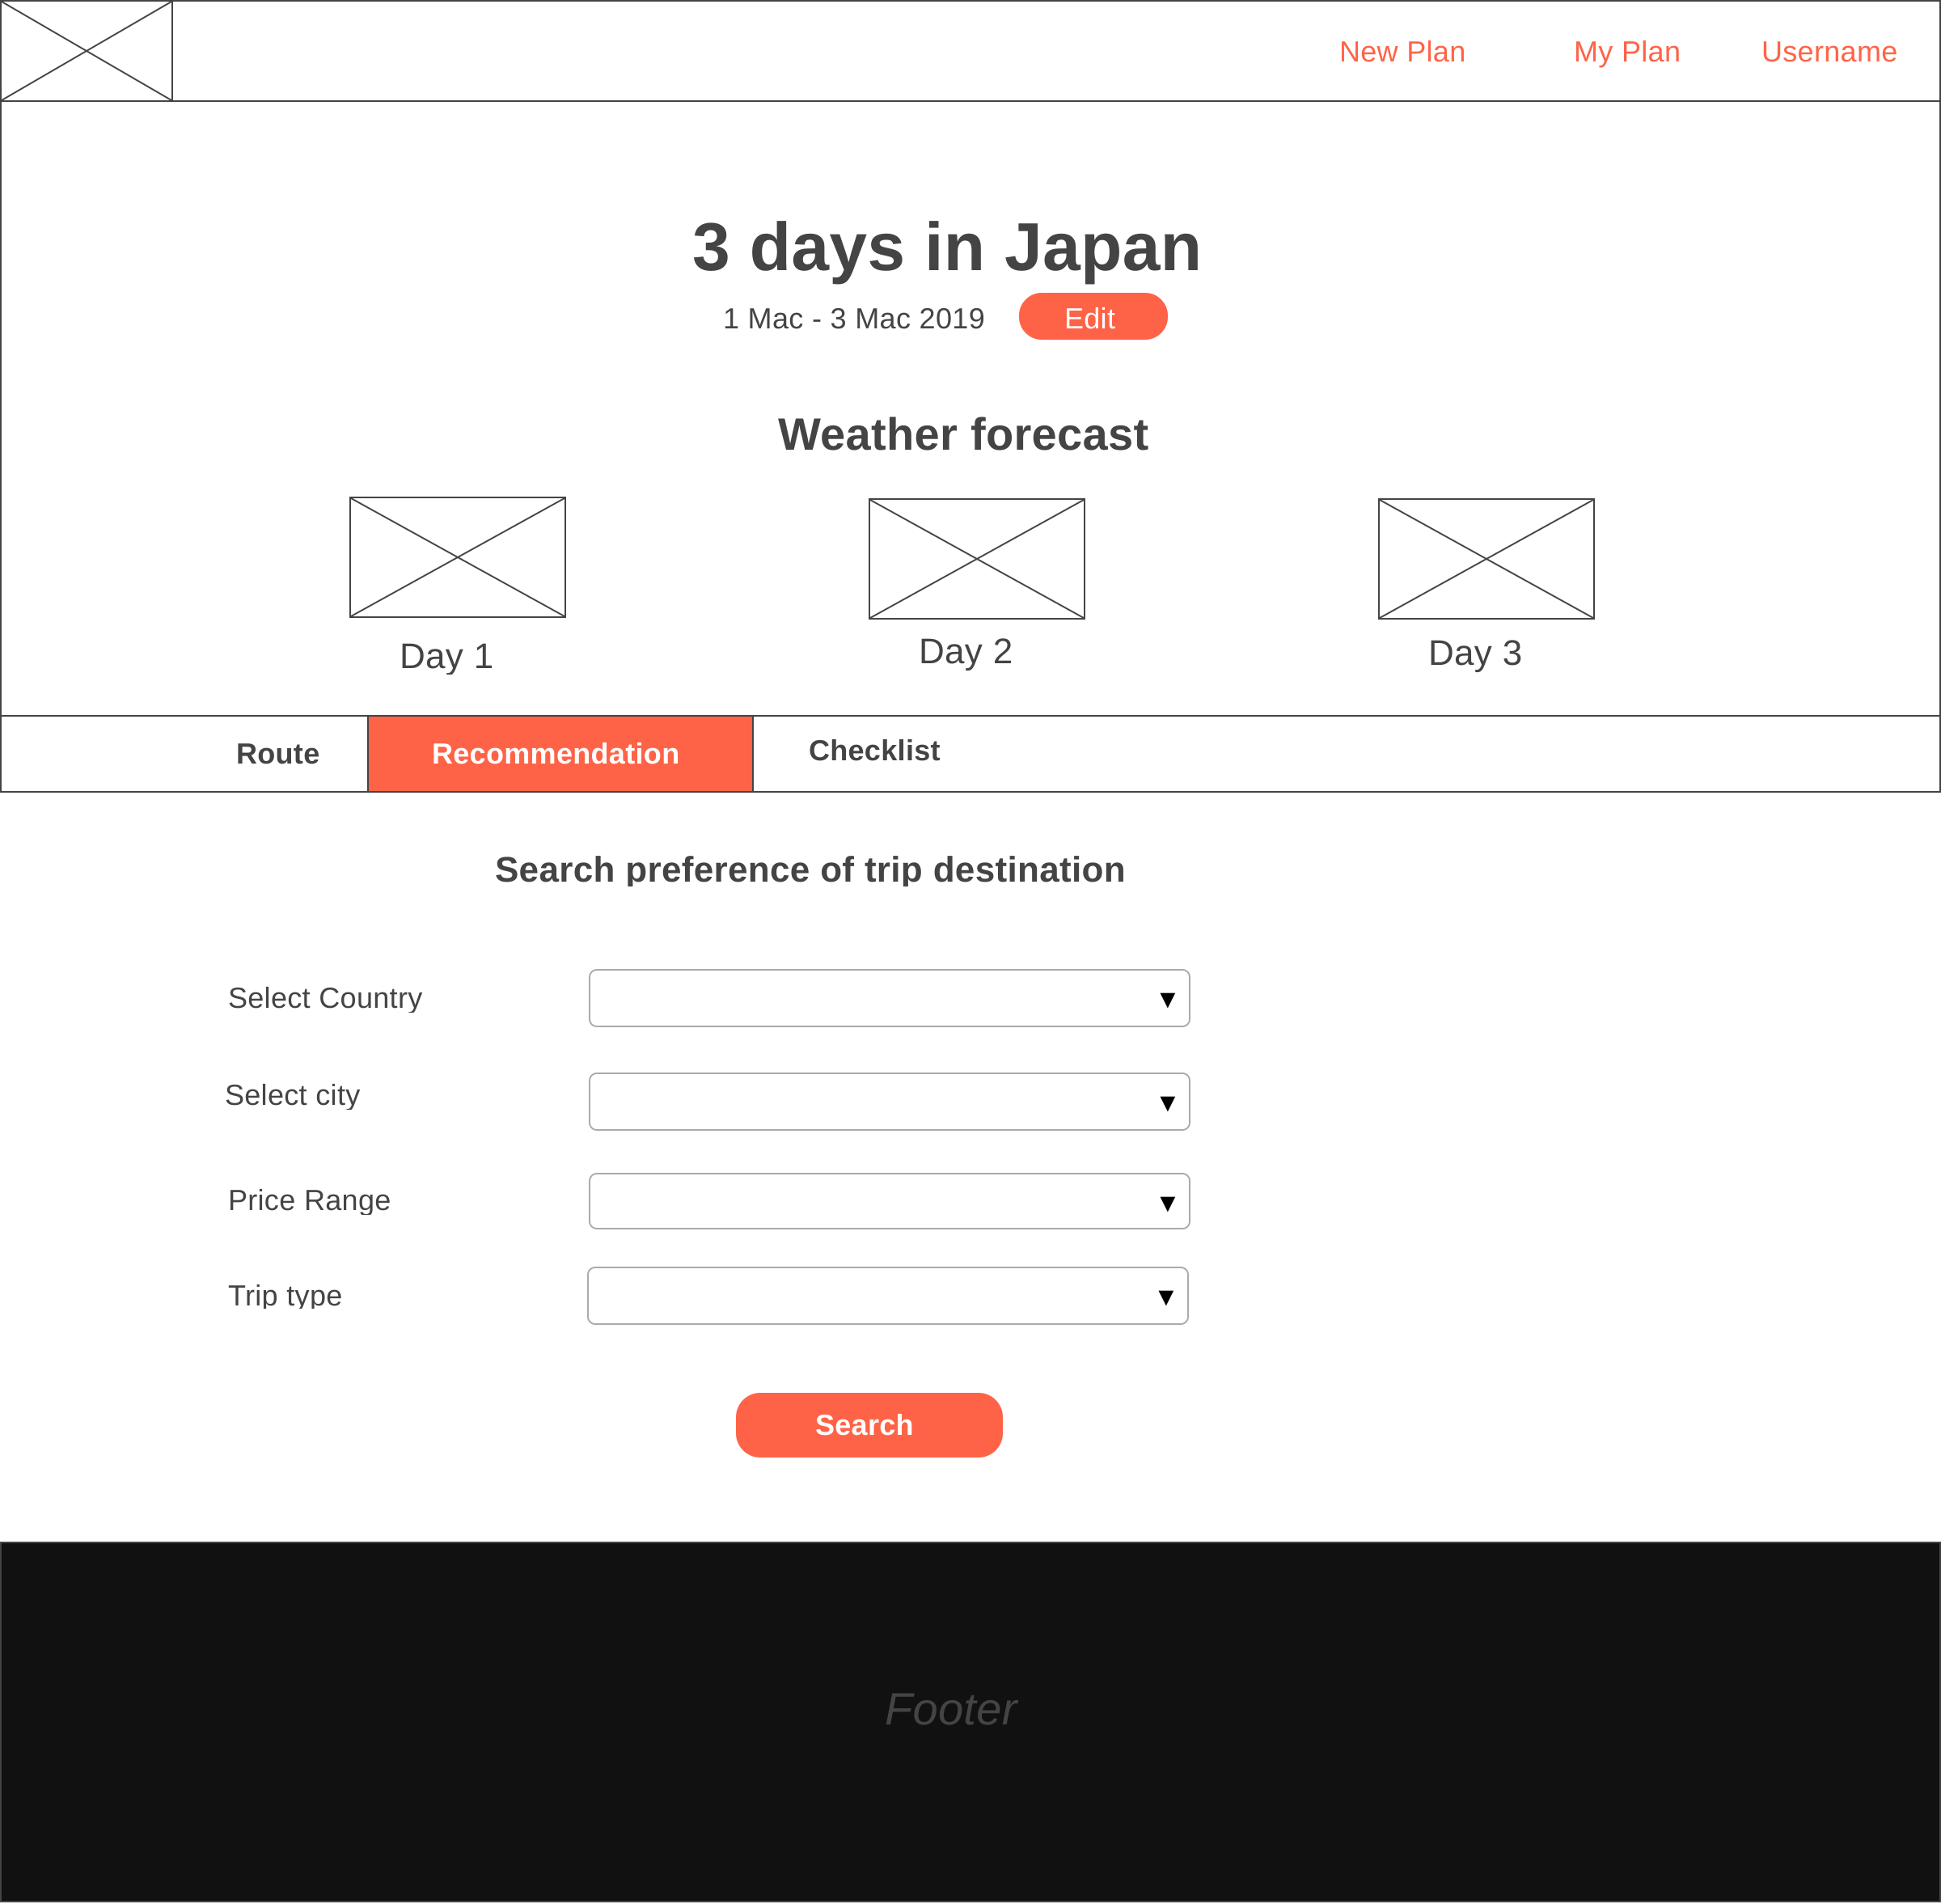 New Plan My Plan Username
3 days in Japan
1 Mac - 3 Mac 2019 Edit
Weather forecast
Day 1 Day 2 Day 3
Route Recommendation Checklist
Search preference of trip destination
Select Country
Select city
Price Range
Trip type
Search
Footer